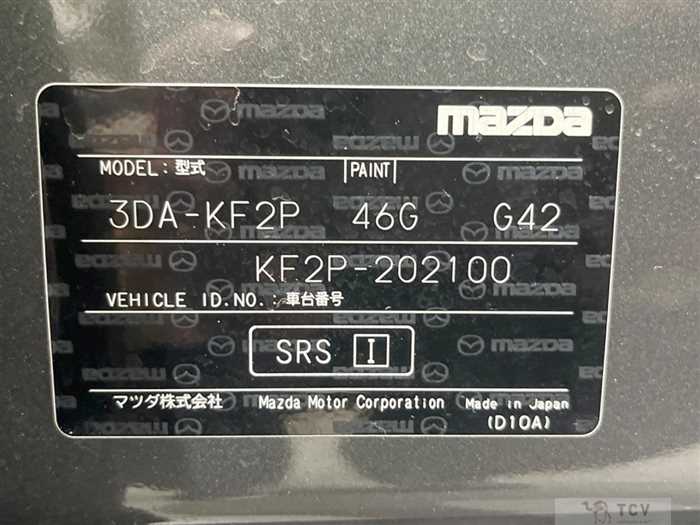 mazda
MODEL: 型式 PAINT
3DA-KF2P 46G G42
KF2P-202100
VEHICLE ID.NO.: 車台番号
SRS I
マツダ株式会社 Mazda Motor Corporation Made in Japan
(D10A)
TCV